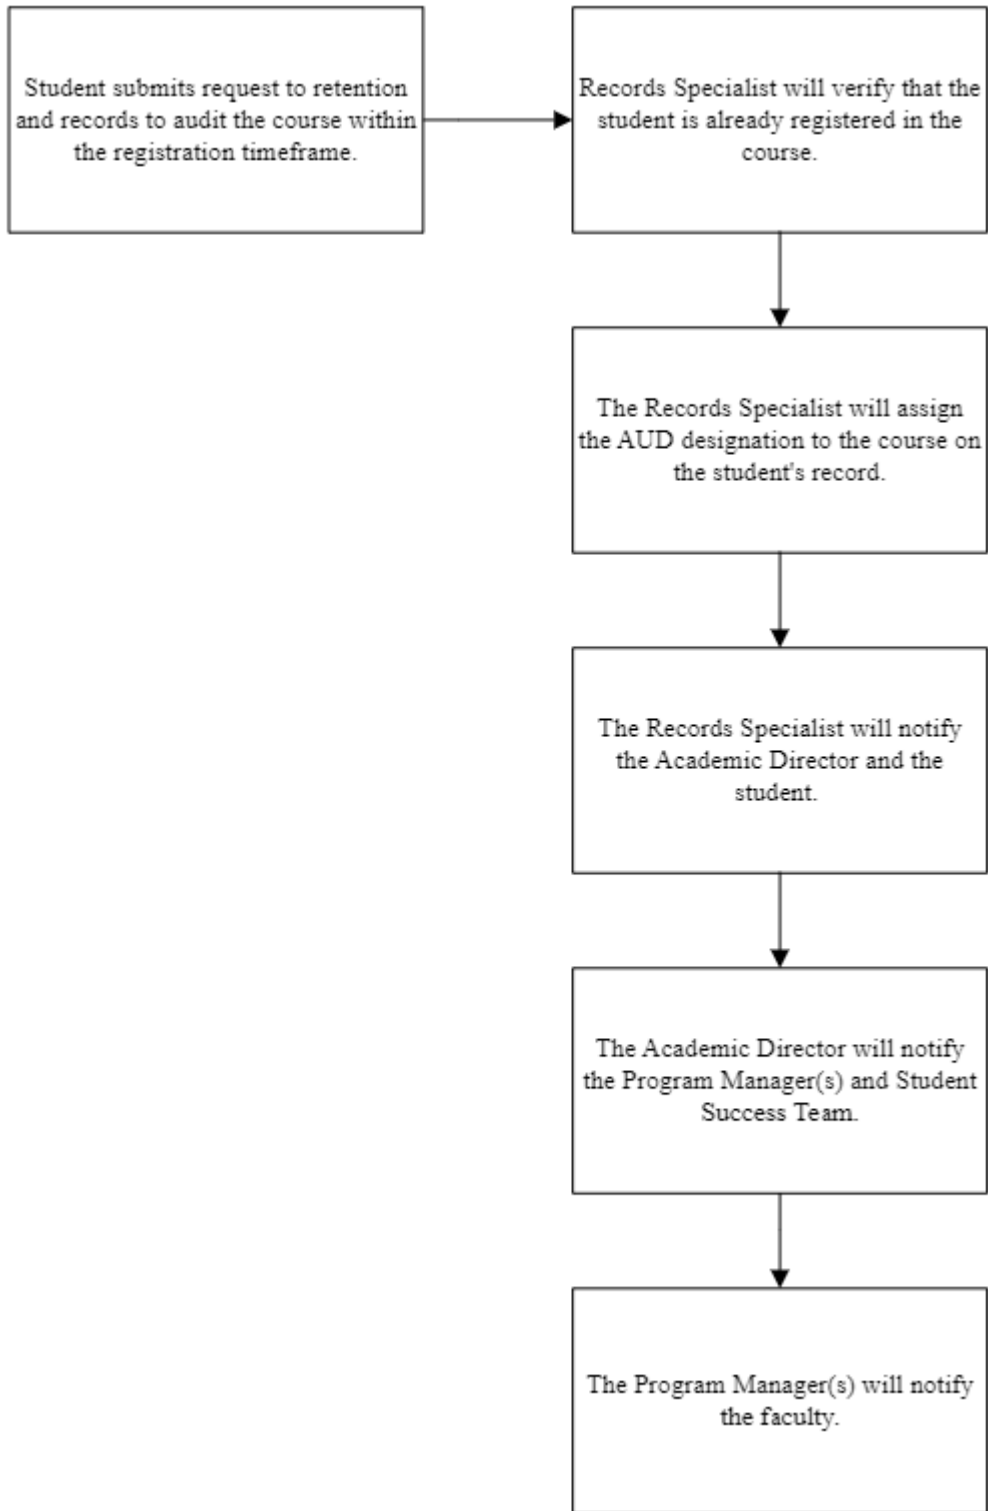 Student submits request to retention
and records to audit the course within
the registration timeframe.
Records Specialist will verify that the
student is already registered in the
course.
The Records Specialist will assign
the AUD designation to the course on
the student's record.
The Records Specialist will notify
the Academic Director and the
student.
The Academic Director will notify
the Program Manager(s) and Student
Success Team.
The Program Manager(s) will notify
the faculty.